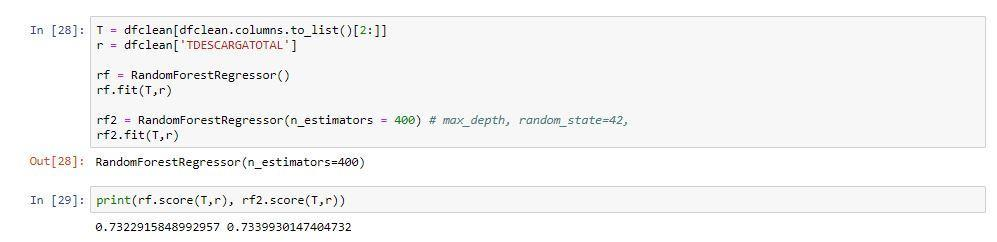 In [28]: T = dfclean[dfclean.columns.to_list()[2:]]
r = dfclean['TDESCARGATOTAL']
rf = RandomForestRegressor()
rf.fit(T,r)
rf2 = RandomForestRegressor(n_estimators = 400) # max_depth, random_state=42,
rf2.fit(T,r)
Out[28]: RandomForestRegressor(n_estimators=400)
In [29]: print(rf.score(T,r), rf2.score(T,r))
0.7322915848992957 0.7339930147404732